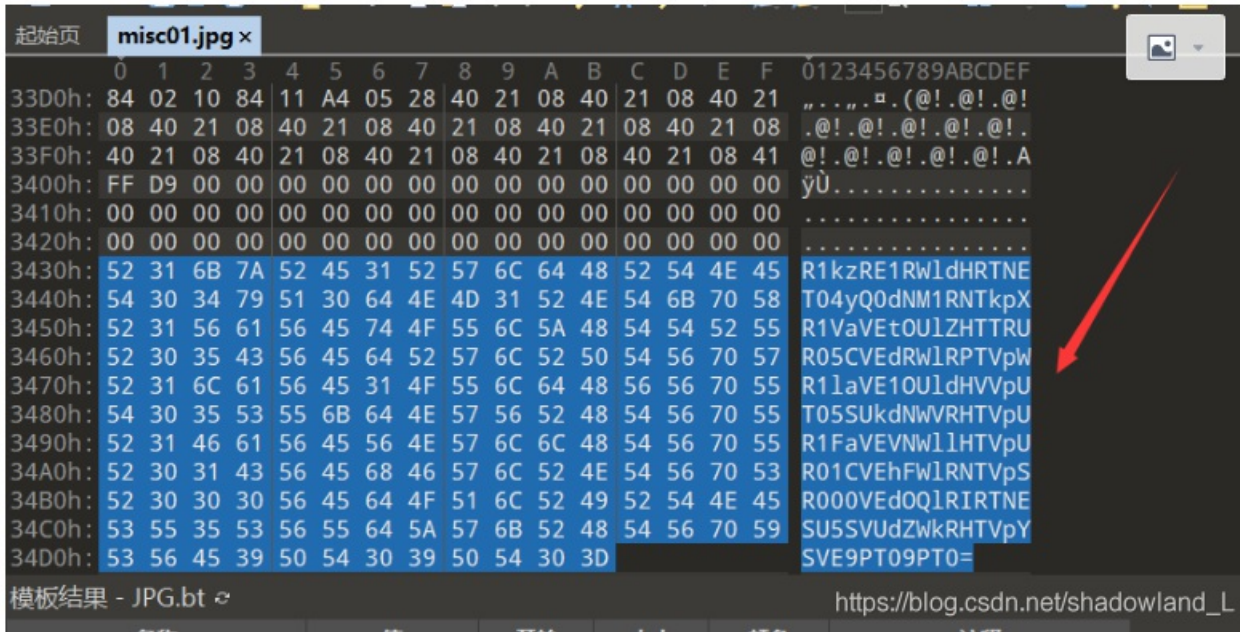 起始页 misc01.jpg ×
0 1 2 3 4 5 6 7 8 9 A B C D E F 0123456789ABCDEF
33D0h: 84 02 10 84 11 A4 05 28 40 21 08 40 21 08 40 21 „..„.¤.(@!.@!.@!
33E0h: 08 40 21 08 40 21 08 40 21 08 40 21 08 40 21 08 .@!.@!.@!.@!.@!.
33F0h: 40 21 08 40 21 08 40 21 08 40 21 08 40 21 08 41 @!.@!.@!.@!.@!.A
3400h: FF D9 00 00 00 00 00 00 00 00 00 00 00 00 00 00 ÿÙ..............
3410h: 00 00 00 00 00 00 00 00 00 00 00 00 00 00 00 00 ................
3420h: 00 00 00 00 00 00 00 00 00 00 00 00 00 00 00 00 ................
3430h: 52 31 6B 7A 52 45 31 52 57 6C 64 48 52 54 4E 45 R1kzRE1RWldHRTNE
3440h: 54 30 34 79 51 30 64 4E 4D 31 52 4E 54 6B 70 58 T04yQ0dNM1RNTkpX
3450h: 52 31 56 61 56 45 74 4F 55 6C 5A 48 54 54 52 55 R1VaVEtOUlZHTTRU
3460h: 52 30 35 43 56 45 64 52 57 6C 52 50 54 56 70 57 R05CVEdRWlRPTVpW
3470h: 52 31 6C 61 56 45 31 4F 55 6C 64 48 56 56 70 55 R1laVE1OUldHVVpU
3480h: 54 30 35 53 55 6B 64 4E 57 56 52 48 54 56 70 55 T05SUkdNWVRHTVpU
3490h: 52 31 46 61 56 45 56 4E 57 6C 6C 48 54 56 70 55 R1FaVEVNWllHTVpU
34A0h: 52 30 31 43 56 45 68 46 57 6C 52 4E 54 56 70 53 R01CVEhFWlRNTVpS
34B0h: 52 30 30 30 56 45 64 4F 51 6C 52 49 52 54 4E 45 R000VEdOQlRIRTNE
34C0h: 53 55 35 53 56 55 64 5A 57 6B 52 48 54 56 70 59 SU5SVUdZWkRHTVpY
34D0h: 53 56 45 39 50 54 30 39 50 54 30 3D SVE9PT09PT0=
模板结果 - JPG.bt
https://blog.csdn.net/shadowland_L